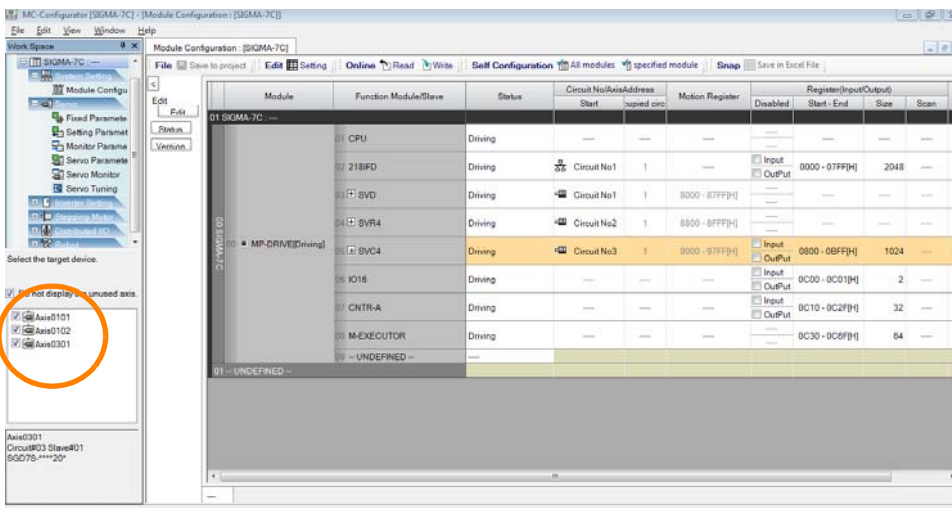 MC-Configurator [SIGMA-7C] - [Module Configuration : [SIGMA-7C]]
File Edit View Window Help
Work Space
Module Configuration : [SIGMA-7C]
SIGMA-7C : ---
File Save to project Edit Setting Online Read Write Self Configuration All modules specified module Snap Save in Excel File
System Setting
Module Configu
Servo
Fixed Paramete
Setting Paramet
Monitor Parame
Servo Paramete
Servo Monitor
Servo Tuning
Inverter Setting
Stepping Motor
Distributed I/O
Robot
Select the target device.
Do not display the unused axis.
Axis0101
Axis0102
Axis0301
Axis0301
Circuit#03 Slave#01
SGD7S-****20*
<
Edit
Edit
Status
Version
Module Function Module/Slave Status Circuit No/AxisAddress Motion Register Register(Input/Output)
Start cupied circ Disabled Start - End Size Scan
01 SIGMA-7C : ---
00 SIGMA-7C
00 MP-DRIVE[Driving]
01 CPU Driving --- --- --- --- --- --- ---
02 218IFD Driving Circuit No1 1 --- Input OutPut 0000 - 07FF[H] 2048 ---
03 + SVD Driving Circuit No1 1 8000 - 87FF[H] --- --- --- ---
04 + SVR4 Driving Circuit No2 1 8800 - 8FFF[H] --- --- --- ---
05 + SVC4 Driving Circuit No3 1 9000 - 97FF[H] Input OutPut 0800 - 0BFF[H] 1024 ---
06 IO16 Driving --- --- --- Input OutPut 0C00 - 0C01[H] 2 ---
07 CNTR-A Driving --- --- --- Input OutPut 0C10 - 0C2F[H] 32 ---
08 M-EXECUTOR Driving --- --- --- --- 0C30 - 0C6F[H] 64 ---
09 -- UNDEFINED -- ---
01 -- UNDEFINED --
---